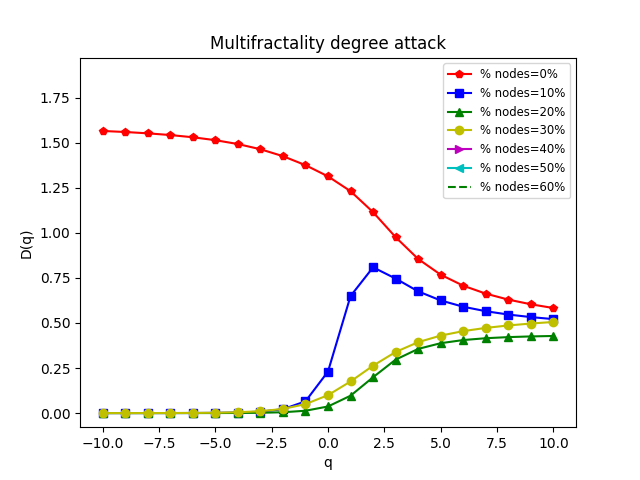 Multifractality degree attack
% nodes=0%
% nodes=10%
% nodes=20%
% nodes=30%
% nodes=40%
% nodes=50%
% nodes=60%
D(q)
1.75
1.50
1.25
1.00
0.75
0.50
0.25
0.00
−10.0 −7.5 −5.0 −2.5 0.0 2.5 5.0 7.5 10.0
q